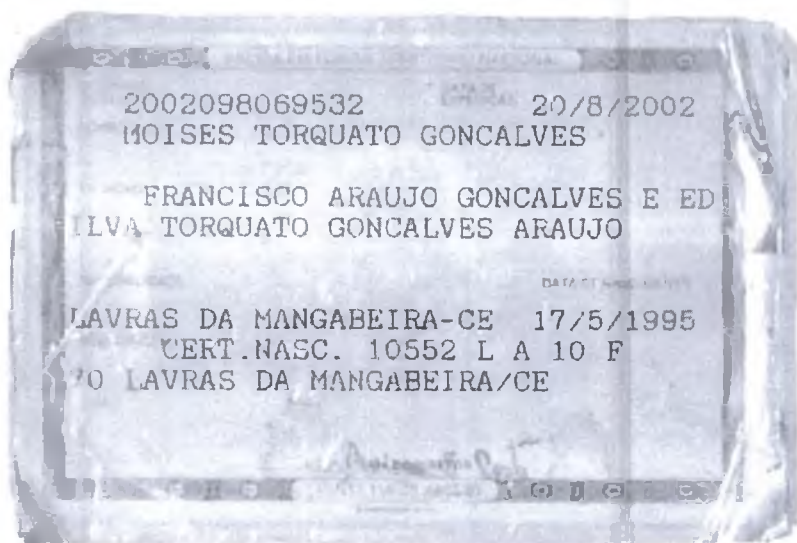 2002098069532 20/8/2002
MOISES TORQUATO GONCALVES
FRANCISCO ARAUJO GONCALVES E ED
ILVA TORQUATO GONCALVES ARAUJO
LAVRAS DA MANGABEIRA-CE 17/5/1995
CERT.NASC. 10552 L A 10 F
70 LAVRAS DA MANGABEIRA/CE